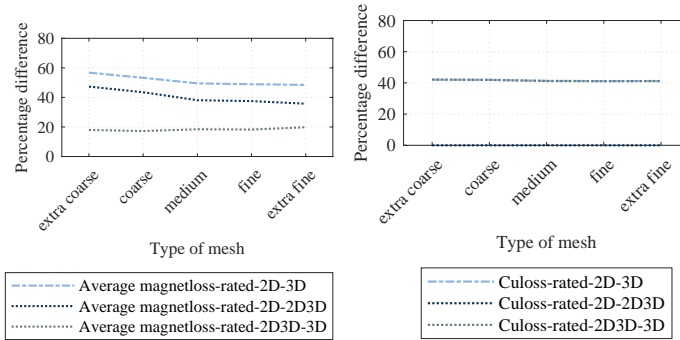 Percentage difference
80
60
40
20
0
extra coarse
coarse
medium
fine
extra fine
Type of mesh
Average magnetloss-rated-2D-3D
Average magnetloss-rated-2D-2D3D
Average magnetloss-rated-2D3D-3D
Percentage difference
80
60
40
20
0
extra coarse
coarse
medium
fine
extra fine
Type of mesh
Culoss-rated-2D-3D
Culoss-rated-2D-2D3D
Culoss-rated-2D3D-3D